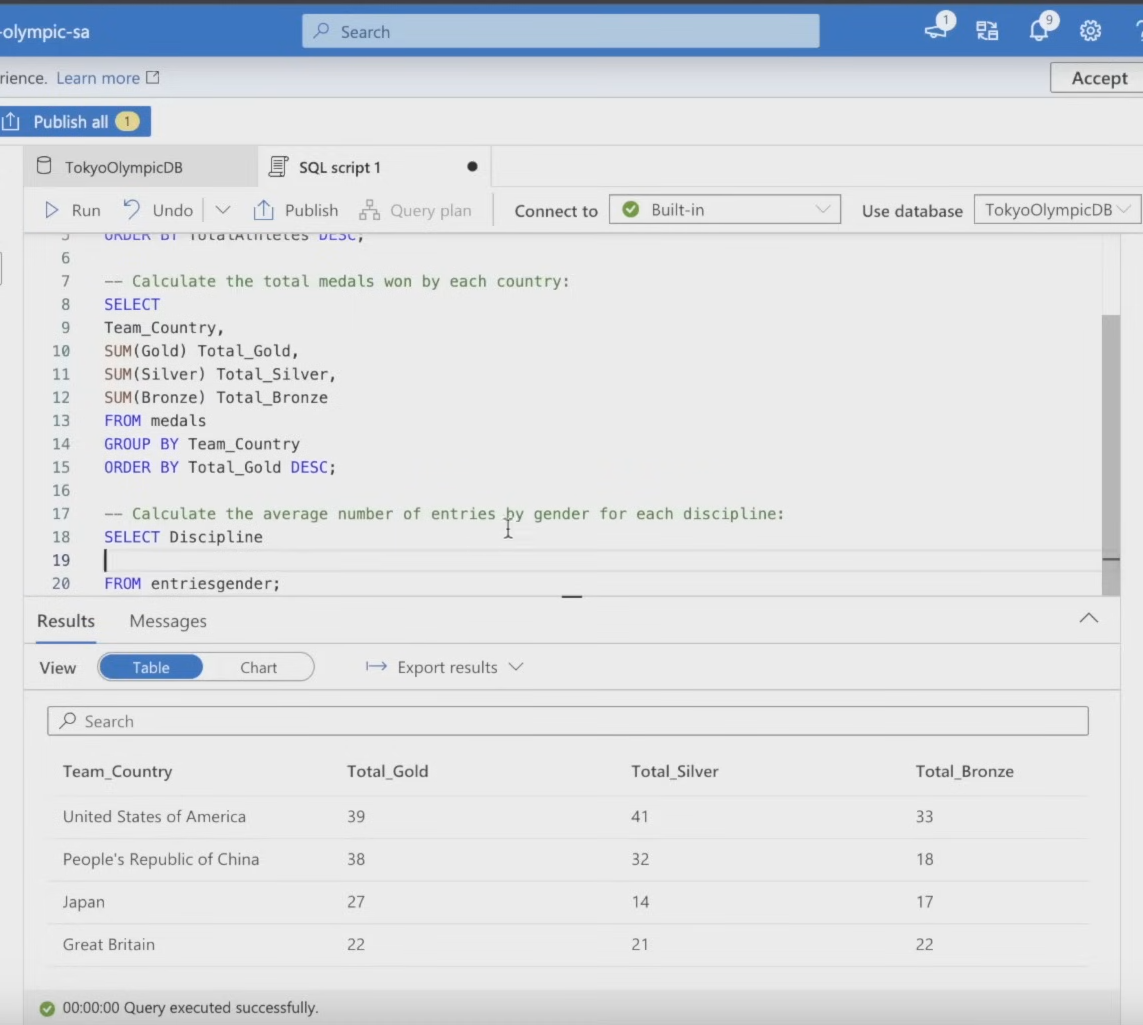 -olympic-sa
Search
1
9
rience. Learn more
Accept
Publish all 1
TokyoOlympicDB
SQL script 1
Run Undo Publish Query plan Connect to Built-in Use database TokyoOlympicDB
5 ORDER BY TotalAthletes DESC;
6
7 -- Calculate the total medals won by each country:
8 SELECT
9 Team_Country,
10 SUM(Gold) Total_Gold,
11 SUM(Silver) Total_Silver,
12 SUM(Bronze) Total_Bronze
13 FROM medals
14 GROUP BY Team_Country
15 ORDER BY Total_Gold DESC;
16
17 -- Calculate the average number of entries by gender for each discipline:
18 SELECT Discipline
19
20 FROM entriesgender;
Results Messages
View Table Chart Export results
Search
Team_Country Total_Gold Total_Silver Total_Bronze
United States of America 39 41 33
People's Republic of China 38 32 18
Japan 27 14 17
Great Britain 22 21 22
00:00:00 Query executed successfully.